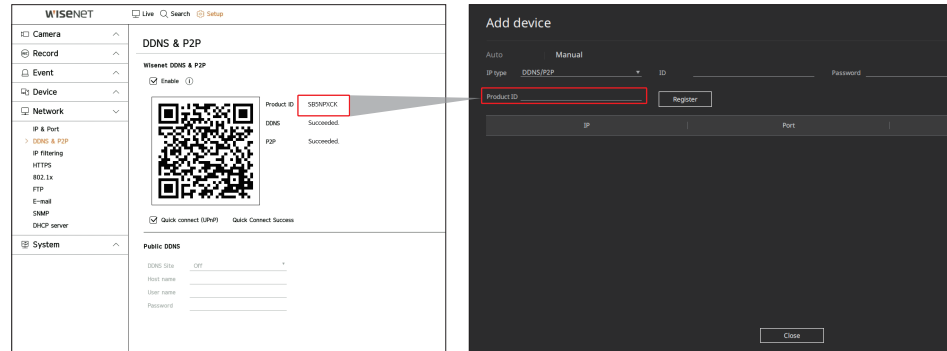 WISENET
Live Search Setup
Camera
Record
Event
Device
Network
IP & Port
> DDNS & P2P
IP filtering
HTTPS
802.1x
FTP
E-mail
SNMP
DHCP server
System
DDNS & P2P
Wisenet DDNS & P2P
Enable
Product ID SB5NPXCK
DDNS Succeeded.
P2P Succeeded.
Quick connect (UPnP) Quick Connect Success
Public DDNS
DDNS Site Off
Host name
User name
Password
Add device
Auto Manual
IP type DDNS/P2P ID Password
Product ID Register
IP Port
Close